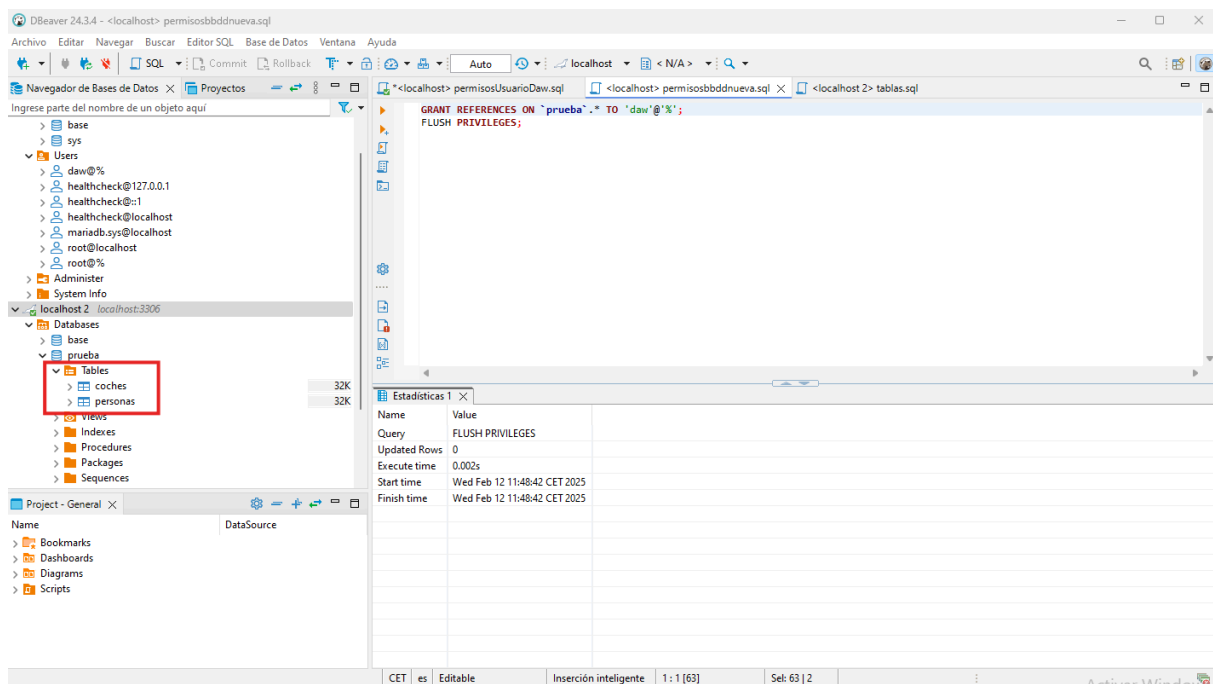 DBeaver 24.3.4 - <localhost> permisosbbddnueva.sql
Archivo Editar Navegar Buscar Editor SQL Base de Datos Ventana Ayuda
SQL Commit Rollback Auto localhost < N/A >
Navegador de Bases de Datos Proyectos
*<localhost> permisosUsuarioDaw.sql <localhost> permisosbbddnueva.sql <localhost 2> tablas.sql
Ingrese parte del nombre de un objeto aquí
base
sys
Users
daw@%
healthcheck@127.0.0.1
healthcheck@::1
healthcheck@localhost
mariadb.sys@localhost
root@localhost
root@%
Administer
System Info
localhost 2 localhost:3306
Databases
base
prueba
Tables
coches 32K
personas 32K
Views
Indexes
Procedures
Packages
Sequences
GRANT REFERENCES ON `prueba`.* TO 'daw'@'%';
FLUSH PRIVILEGES;
Estadísticas 1
Name Value
Query FLUSH PRIVILEGES
Updated Rows 0
Execute time 0.002s
Start time Wed Feb 12 11:48:42 CET 2025
Finish time Wed Feb 12 11:48:42 CET 2025
Project - General
Name DataSource
Bookmarks
Dashboards
Diagrams
Scripts
CET es Editable Inserción inteligente 1 : 1 [63] Sel: 63 | 2